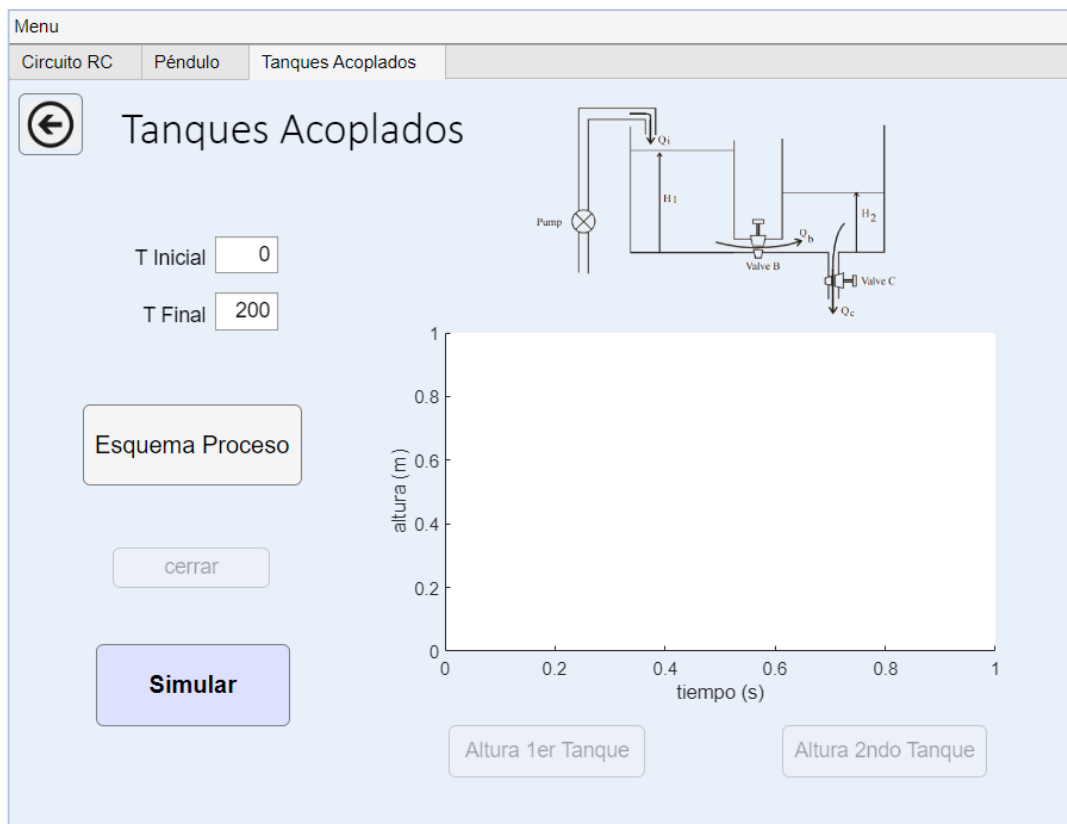 Menu
Circuito RC Péndulo Tanques Acoplados
Tanques Acoplados
Qi
H1
H2
Pump
Qb
Valve B
Valve C
Qc
T Inicial 0
T Final 200
Esquema Proceso
cerrar
Simular
1
0.8
0.6
0.4
0.2
0
altura (m)
0 0.2 0.4 0.6 0.8 1
tiempo (s)
Altura 1er Tanque Altura 2ndo Tanque